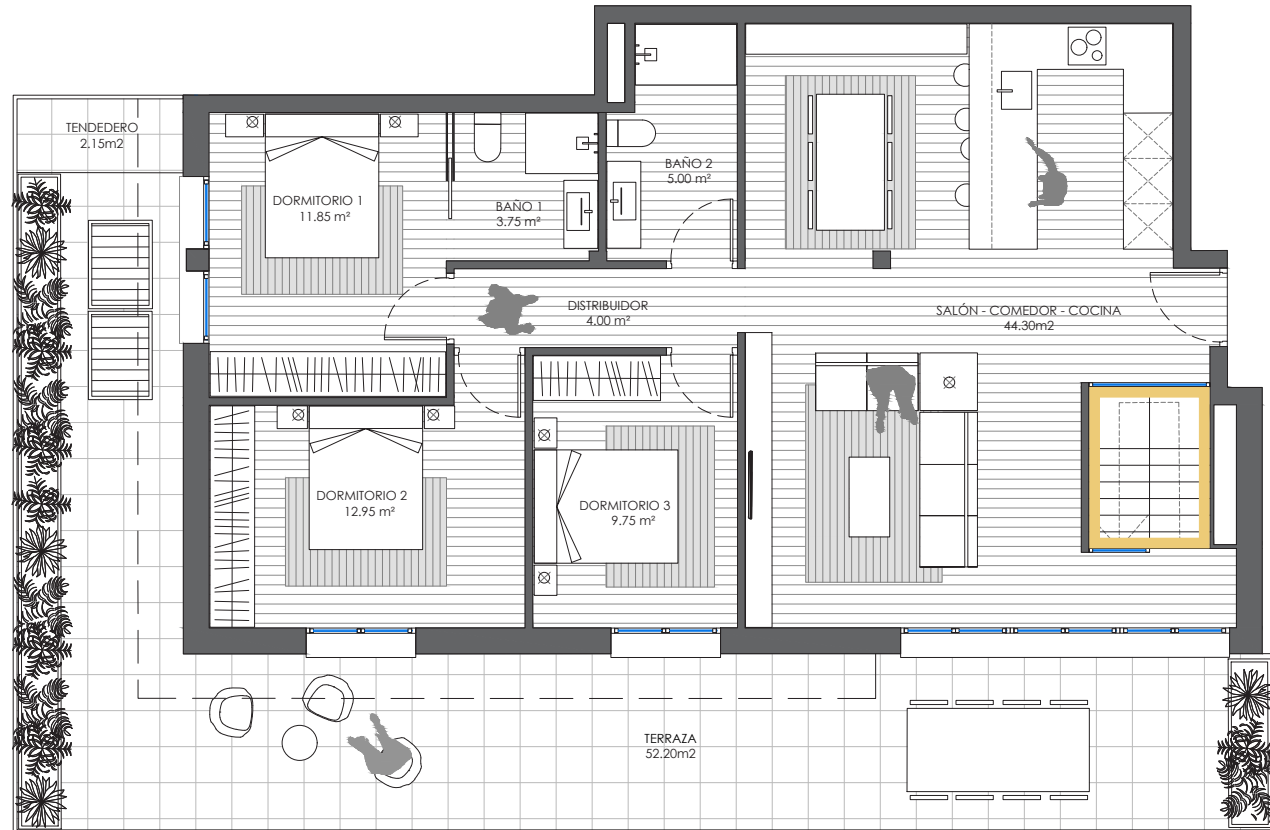 TENDEDERO
2.15m2
DORMITORIO 1
11.85 m²
BAÑO 1
3.75 m²
BAÑO 2
5.00 m²
DISTRIBUIDOR
4.00 m²
SALÓN - COMEDOR - COCINA
44.30m2
DORMITORIO 2
12.95 m²
DORMITORIO 3
9.75 m²
TERRAZA
52.20m2